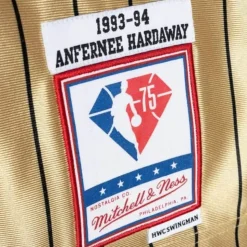 1993-94
ANFERNEE HARDAWAY
75
NOSTALGIA CO.
Mitchell & Ness
PHILADELPHIA, PA.
HWC SWINGMAN